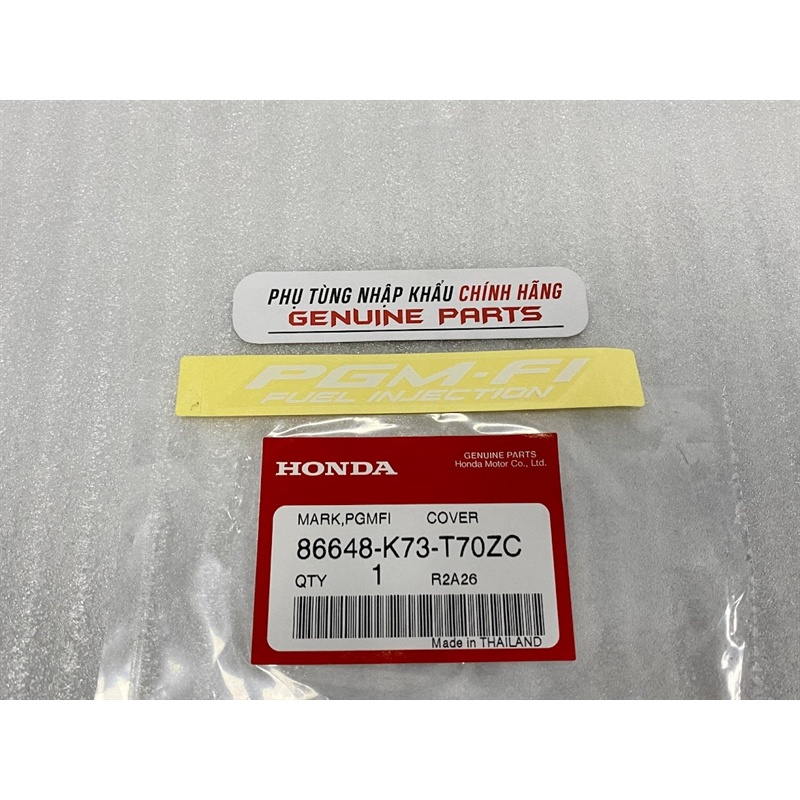 PHỤ TÙNG NHẬP KHẨU CHÍNH HÃNG
GENUINE PARTS
PGM-FI
FUEL INJECTION
HONDA
GENUINE PARTS
Honda Motor Co., Ltd.
MARK,PGMFI COVER
86648-K73-T70ZC
QTY 1 R2A26
Made in THAILAND